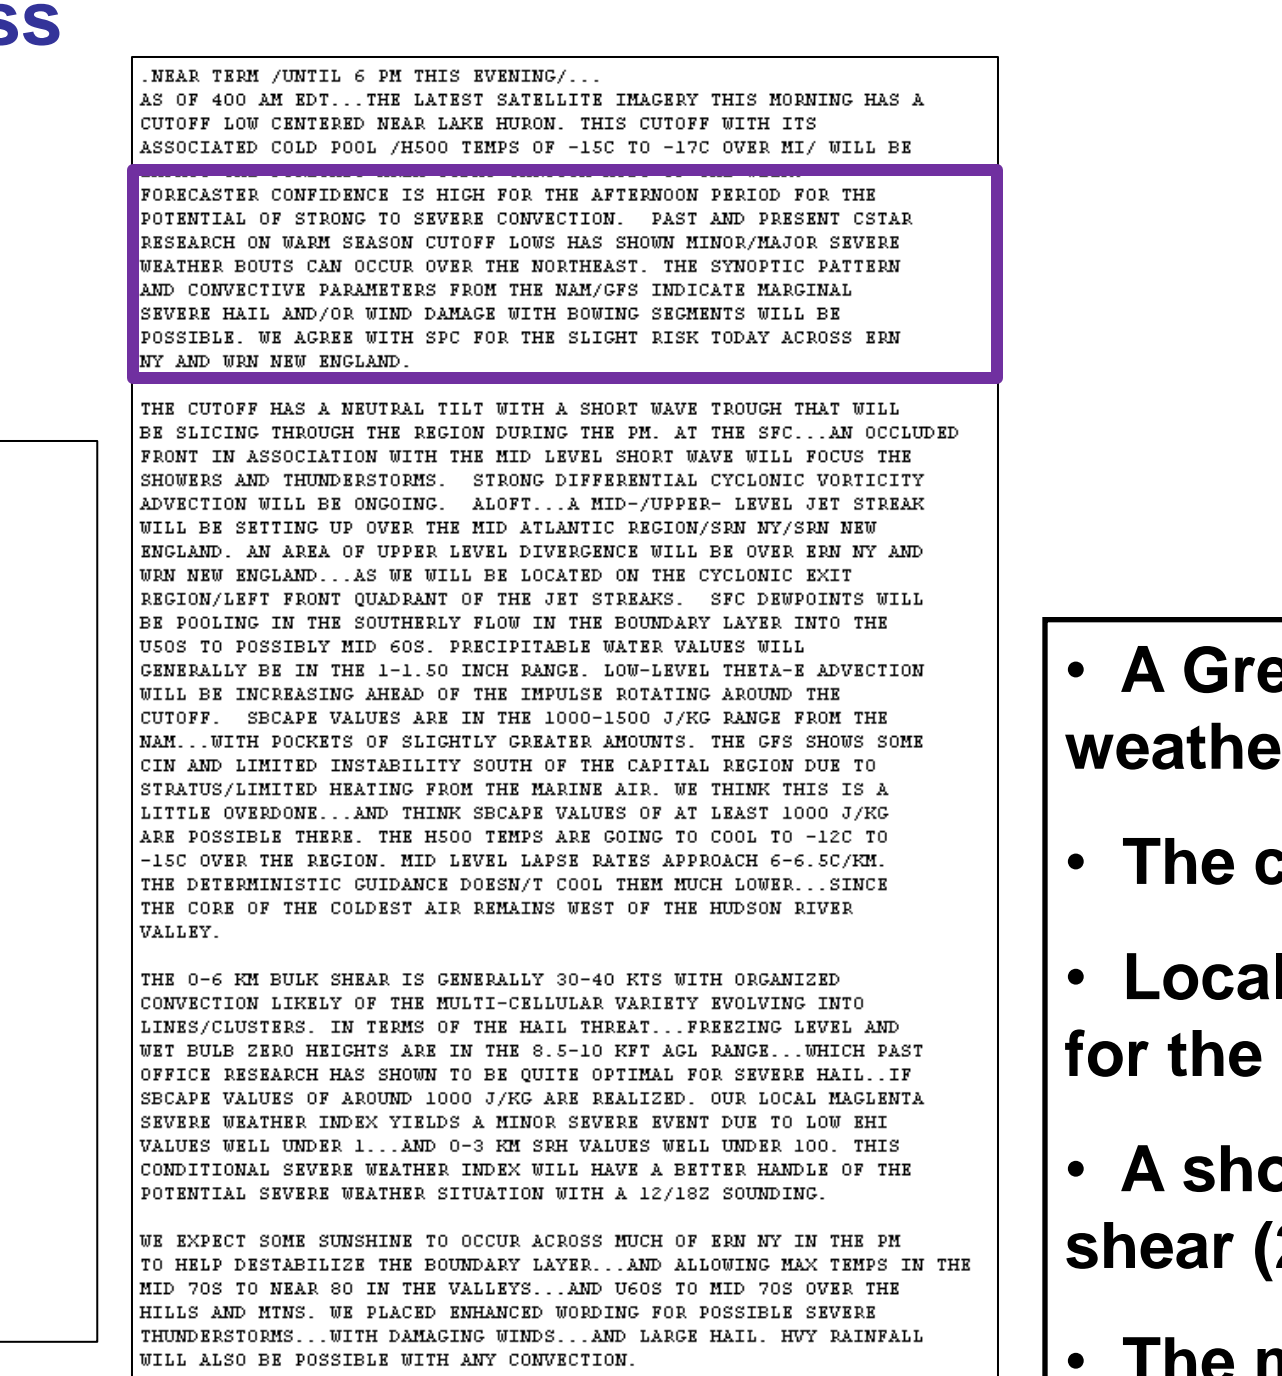 ss
.NEAR TERM /UNTIL 6 PM THIS EVENING/...
AS OF 400 AM EDT...THE LATEST SATELLITE IMAGERY THIS MORNING HAS A
CUTOFF LOW CENTERED NEAR LAKE HURON. THIS CUTOFF WITH ITS
ASSOCIATED COLD POOL /H500 TEMPS OF -15C TO -17C OVER MI/ WILL BE
FORECASTER CONFIDENCE IS HIGH FOR THE AFTERNOON PERIOD FOR THE
POTENTIAL OF STRONG TO SEVERE CONVECTION. PAST AND PRESENT CSTAR
RESEARCH ON WARM SEASON CUTOFF LOWS HAS SHOWN MINOR/MAJOR SEVERE
WEATHER BOUTS CAN OCCUR OVER THE NORTHEAST. THE SYNOPTIC PATTERN
AND CONVECTIVE PARAMETERS FROM THE NAM/GFS INDICATE MARGINAL
SEVERE HAIL AND/OR WIND DAMAGE WITH BOWING SEGMENTS WILL BE
POSSIBLE. WE AGREE WITH SPC FOR THE SLIGHT RISK TODAY ACROSS ERN
NY AND WRN NEW ENGLAND.
THE CUTOFF HAS A NEUTRAL TILT WITH A SHORT WAVE TROUGH THAT WILL
BE SLICING THROUGH THE REGION DURING THE PM. AT THE SFC...AN OCCLUDED
FRONT IN ASSOCIATION WITH THE MID LEVEL SHORT WAVE WILL FOCUS THE
SHOWERS AND THUNDERSTORMS. STRONG DIFFERENTIAL CYCLONIC VORTICITY
ADVECTION WILL BE ONGOING. ALOFT...A MID-/UPPER- LEVEL JET STREAK
WILL BE SETTING UP OVER THE MID ATLANTIC REGION/SRN NY/SRN NEW
ENGLAND. AN AREA OF UPPER LEVEL DIVERGENCE WILL BE OVER ERN NY AND
WRN NEW ENGLAND...AS WE WILL BE LOCATED ON THE CYCLONIC EXIT
REGION/LEFT FRONT QUADRANT OF THE JET STREAKS. SFC DEWPOINTS WILL
BE POOLING IN THE SOUTHERLY FLOW IN THE BOUNDARY LAYER INTO THE
U50S TO POSSIBLY MID 60S. PRECIPITABLE WATER VALUES WILL
GENERALLY BE IN THE 1-1.50 INCH RANGE. LOW-LEVEL THETA-E ADVECTION
WILL BE INCREASING AHEAD OF THE IMPULSE ROTATING AROUND THE
CUTOFF. SBCAPE VALUES ARE IN THE 1000-1500 J/KG RANGE FROM THE
NAM...WITH POCKETS OF SLIGHTLY GREATER AMOUNTS. THE GFS SHOWS SOME
CIN AND LIMITED INSTABILITY SOUTH OF THE CAPITAL REGION DUE TO
STRATUS/LIMITED HEATING FROM THE MARINE AIR. WE THINK THIS IS A
LITTLE OVERDONE...AND THINK SBCAPE VALUES OF AT LEAST 1000 J/KG
ARE POSSIBLE THERE. THE H500 TEMPS ARE GOING TO COOL TO -12C TO
-15C OVER THE REGION. MID LEVEL LAPSE RATES APPROACH 6-6.5C/KM.
THE DETERMINISTIC GUIDANCE DOESN/T COOL THEM MUCH LOWER...SINCE
THE CORE OF THE COLDEST AIR REMAINS WEST OF THE HUDSON RIVER
VALLEY.
THE 0-6 KM BULK SHEAR IS GENERALLY 30-40 KTS WITH ORGANIZED
CONVECTION LIKELY OF THE MULTI-CELLULAR VARIETY EVOLVING INTO
LINES/CLUSTERS. IN TERMS OF THE HAIL THREAT...FREEZING LEVEL AND
WET BULB ZERO HEIGHTS ARE IN THE 8.5-10 KFT AGL RANGE...WHICH PAST
OFFICE RESEARCH HAS SHOWN TO BE QUITE OPTIMAL FOR SEVERE HAIL..IF
SBCAPE VALUES OF AROUND 1000 J/KG ARE REALIZED. OUR LOCAL MAGLENTA
SEVERE WEATHER INDEX YIELDS A MINOR SEVERE EVENT DUE TO LOW EHI
VALUES WELL UNDER 1...AND 0-3 KM SRH VALUES WELL UNDER 100. THIS
CONDITIONAL SEVERE WEATHER INDEX WILL HAVE A BETTER HANDLE OF THE
POTENTIAL SEVERE WEATHER SITUATION WITH A 12/18Z SOUNDING.
WE EXPECT SOME SUNSHINE TO OCCUR ACROSS MUCH OF ERN NY IN THE PM
TO HELP DESTABILIZE THE BOUNDARY LAYER...AND ALLOWING MAX TEMPS IN THE
MID 70S TO NEAR 80 IN THE VALLEYS...AND U60S TO MID 70S OVER THE
HILLS AND MTNS. WE PLACED ENHANCED WORDING FOR POSSIBLE SEVERE
THUNDERSTORMS...WITH DAMAGING WINDS...AND LARGE HAIL. HVY RAINFALL
WILL ALSO BE POSSIBLE WITH ANY CONVECTION.
• A Gre
weathe
• The c
• Local
for the
• A sho
shear (2
• The